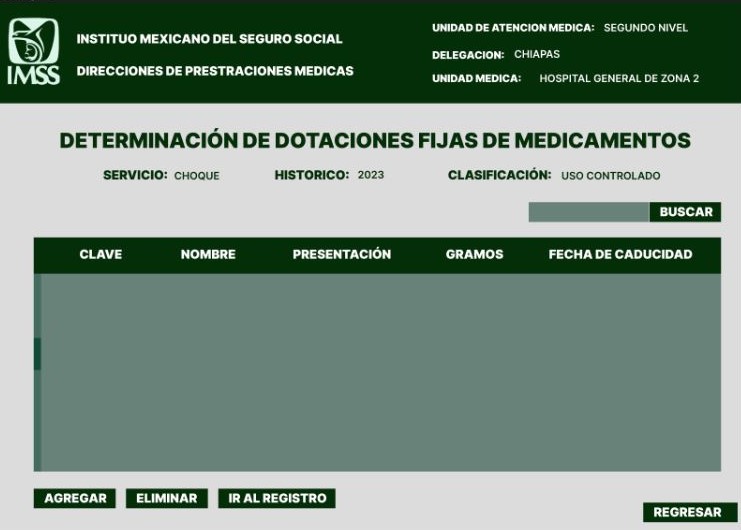 INSTITUO MEXICANO DEL SEGURO SOCIAL
DIRECCIONES DE PRESTRACIONES MEDICAS
IMSS
UNIDAD DE ATENCION MEDICA: SEGUNDO NIVEL
DELEGACION: CHIAPAS
UNIDAD MEDICA: HOSPITAL GENERAL DE ZONA 2
DETERMINACIÓN DE DOTACIONES FIJAS DE MEDICAMENTOS
SERVICIO: CHOQUE HISTORICO: 2023 CLASIFICACIÓN: USO CONTROLADO
BUSCAR
CLAVE NOMBRE PRESENTACIÓN GRAMOS FECHA DE CADUCIDAD
AGREGAR ELIMINAR IR AL REGISTRO
REGRESAR